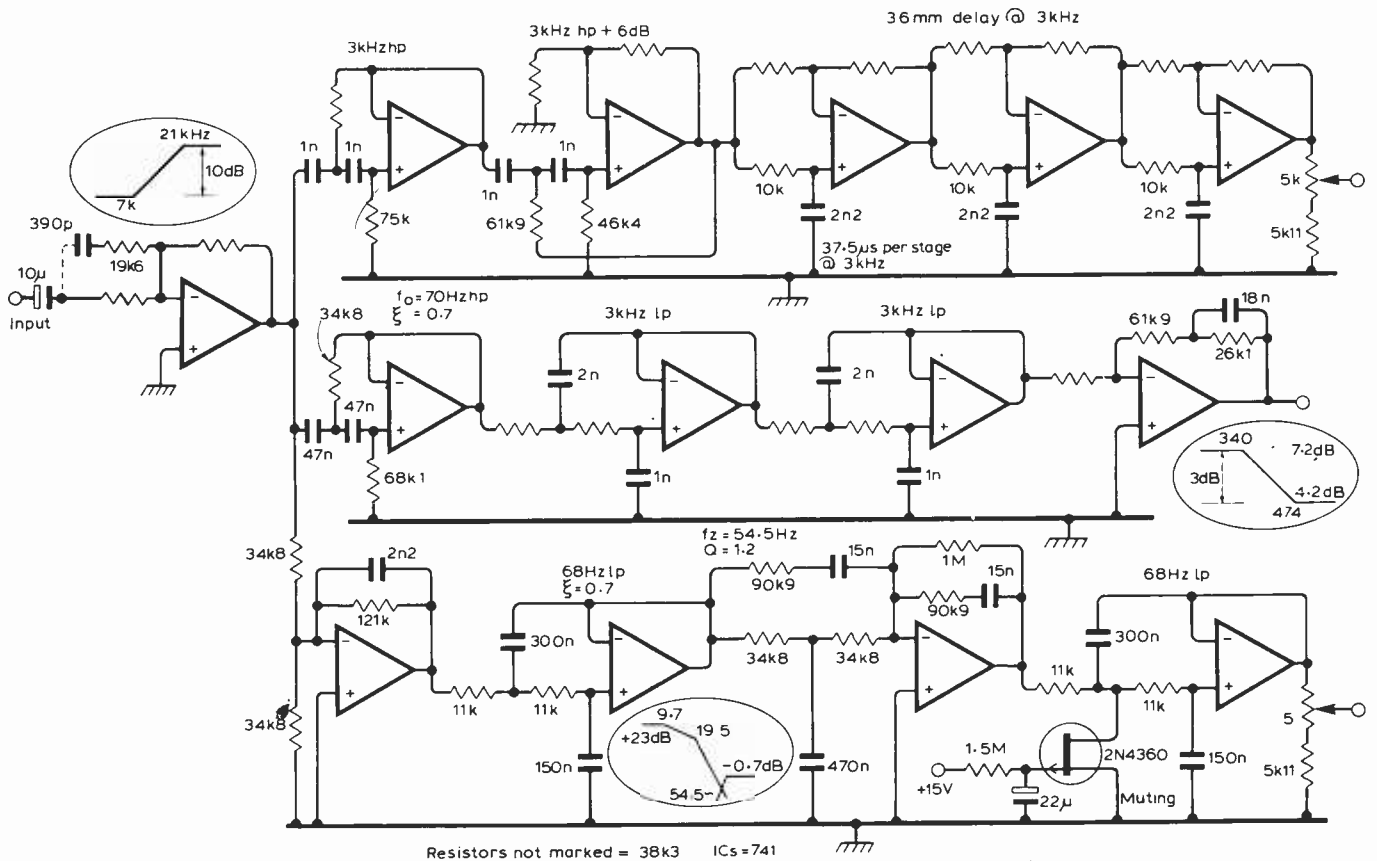 36mm delay @ 3kHz
3kHz hp + 6dB
3kHz hp
21kHz
10dB
7k
390p
19k6
10µ
Input
1n
1n
75k
1n
1n
61k9
46k4
10k
2n2
10k
2n2
10k
2n2
5k
5k11
37·5µs per stage
@ 3kHz
fo = 70Hz hp
ξ = 0.7
34k8
47n
47n
68k1
3kHz lp
2n
1n
3kHz lp
2n
1n
61k9
18n
26k1
340
7·2dB
3dB
4·2dB
474
34k8
34k8
2n2
121k
11k
68Hz lp
ξ=0.7
300n
11k
150n
9·7
+23dB
19 5
-0·7dB
54·5~
fz = 54·5Hz
Q = 1.2
90k9
15n
34k8
34k8
470n
1M
90k9
15n
11k
68Hz lp
300n
11k
150n
+15V
1.5M
22µ
2N4360
Muting
5
5k11
Resistors not marked = 38k3 ICs = 741